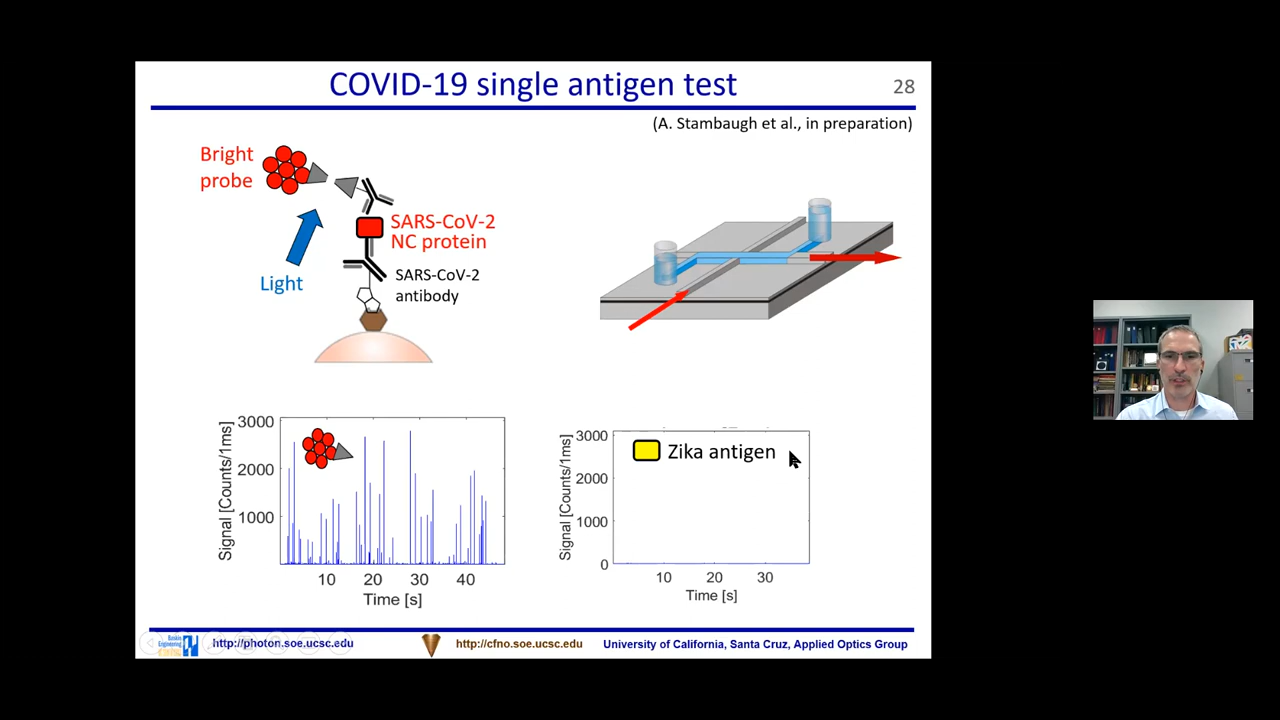 COVID-19 single antigen test
28
(A. Stambaugh et al., in preparation)
Bright
probe
SARS-CoV-2
NC protein
Light
SARS-CoV-2
antibody
3000
2000
1000
Signal [Counts/1ms]
10 20 30 40
Time [s]
Zika antigen
3000
2000
1000
0
Signal [Counts/1ms]
10 20 30
Time [s]
Baskin
Engineering
http://photon.soe.ucsc.edu
http://cfno.soe.ucsc.edu
University of California, Santa Cruz, Applied Optics Group